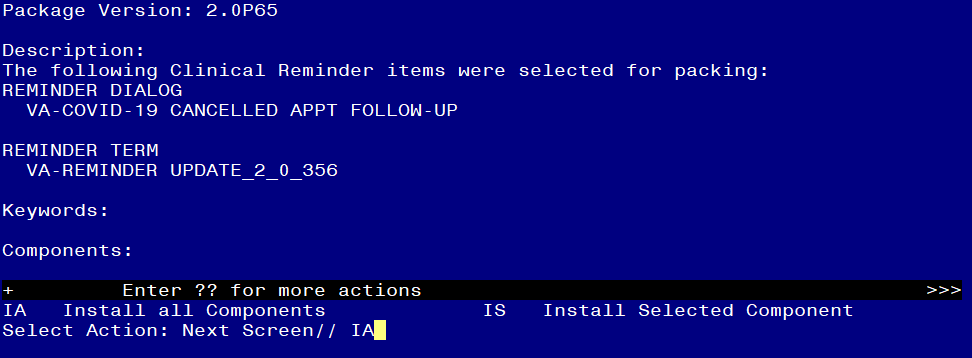 Package Version: 2.0P65
Description:
The following Clinical Reminder items were selected for packing:
REMINDER DIALOG
VA-COVID-19 CANCELLED APPT FOLLOW-UP
REMINDER TERM
VA-REMINDER UPDATE_2_0_356
Keywords:
Components:
+ Enter ?? for more actions >>>
IA Install all Components IS Install Selected Component
Select Action: Next Screen// IA